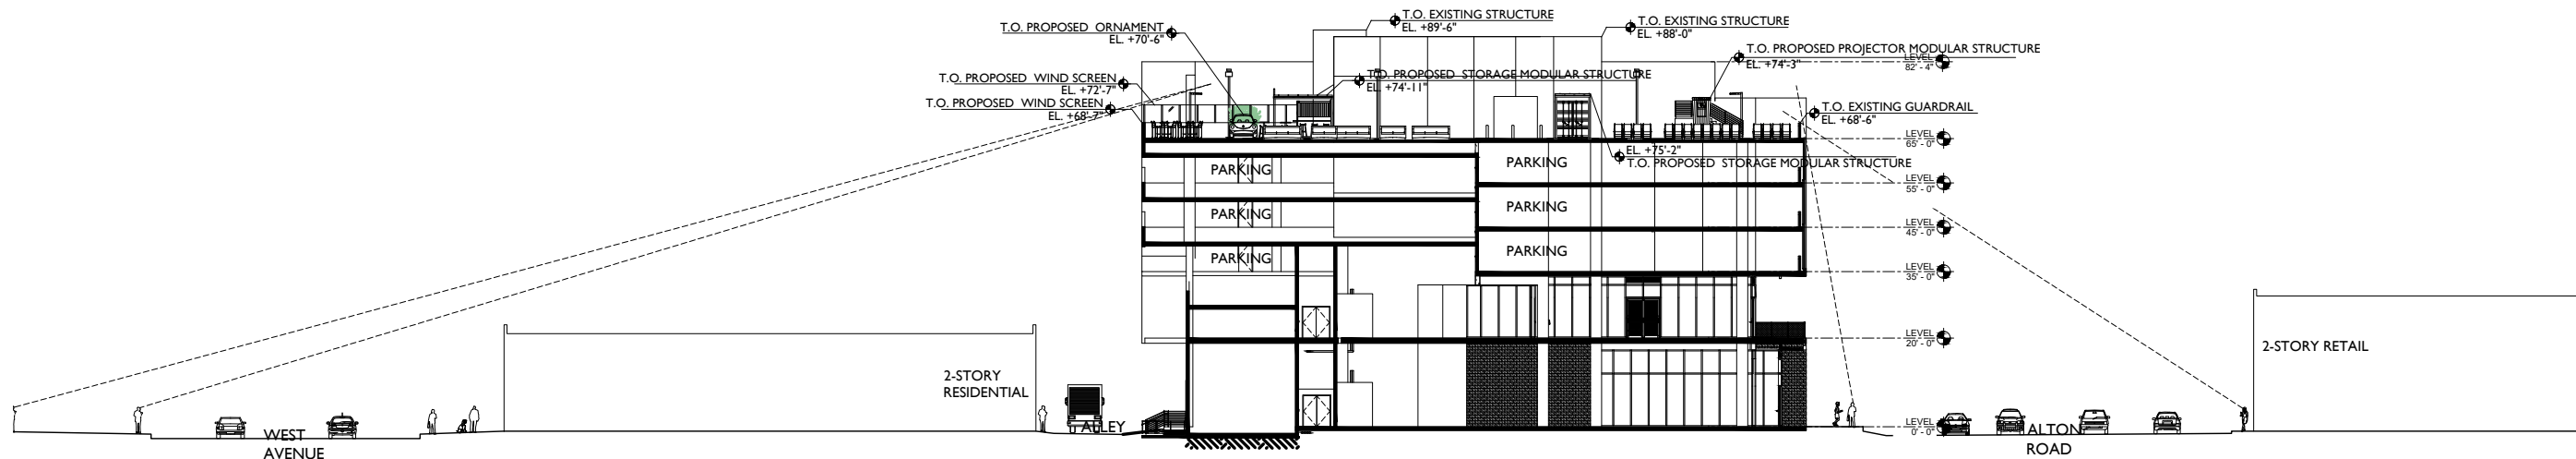 T.O. EXISTING STRUCTURE
EL. +89'-6"
T.O. EXISTING STRUCTURE
EL. +88'-0"
T.O. PROPOSED ORNAMENT
EL. +70'-6"
T.O. PROPOSED PROJECTOR MODULAR STRUCTURE
EL. +74'-3"
LEVEL
82' - 4"
T.O. PROPOSED WIND SCREEN
EL. +72'-7"
T.O. PROPOSED STORAGE MODULAR STRUCTURE
EL. +74'-11"
T.O. PROPOSED WIND SCREEN
EL. +68'-7"
T.O. EXISTING GUARDRAIL
EL. +68'-6"
LEVEL
65' - 0"
EL. +75'-2"
T.O. PROPOSED STORAGE MODULAR STRUCTURE
PARKING
PARKING
LEVEL
55' - 0"
PARKING
PARKING
LEVEL
45' - 0"
PARKING
PARKING
LEVEL
35' - 0"
LEVEL
20' - 0"
2-STORY RETAIL
2-STORY
RESIDENTIAL
LEVEL
0' - 0"
WEST
AVENUE
ALLEY
ALTON
ROAD